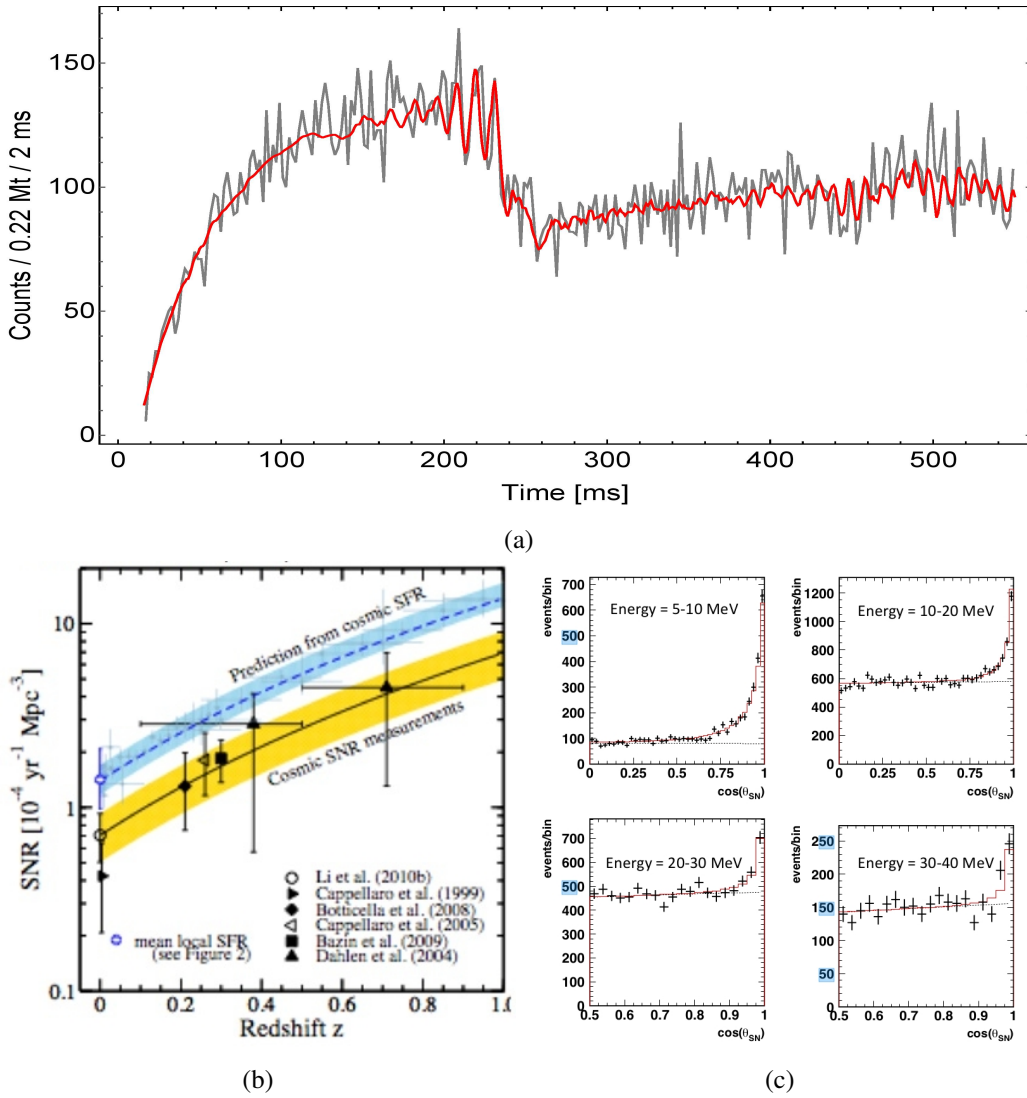 150
100
50
0
Counts / 0.22 Mt / 2 ms
0 100 200 300 400 500
Time [ms]
(a)
SNR [10⁻⁴ yr⁻¹ Mpc⁻³]
10
1
0.1
Prediction from cosmic SFR
Cosmic SNR measurements
Li et al. (2010b)
Cappellaro et al. (1999)
Botticella et al. (2008)
Cappellaro et al. (2005)
Bazin et al. (2009)
Dahlen et al. (2004)
mean local SFR
(see Figure 2)
0 0.2 0.4 0.6 0.8 1.0
Redshift z
(b)
events/bin
700
600
500
400
300
200
100
0
Energy = 5-10 MeV
0 0.25 0.5 0.75 1
cos(θSN)
events/bin
1200
1000
800
600
400
200
0
Energy = 10-20 MeV
0 0.25 0.5 0.75 1
cos(θSN)
events/bin
700
600
500
400
300
200
100
0
Energy = 20-30 MeV
0.5 0.6 0.7 0.8 0.9 1
cos(θSN)
events/bin
250
200
150
100
50
0
Energy = 30-40 MeV
0.5 0.6 0.7 0.8 0.9 1
cos(θSN)
(c)